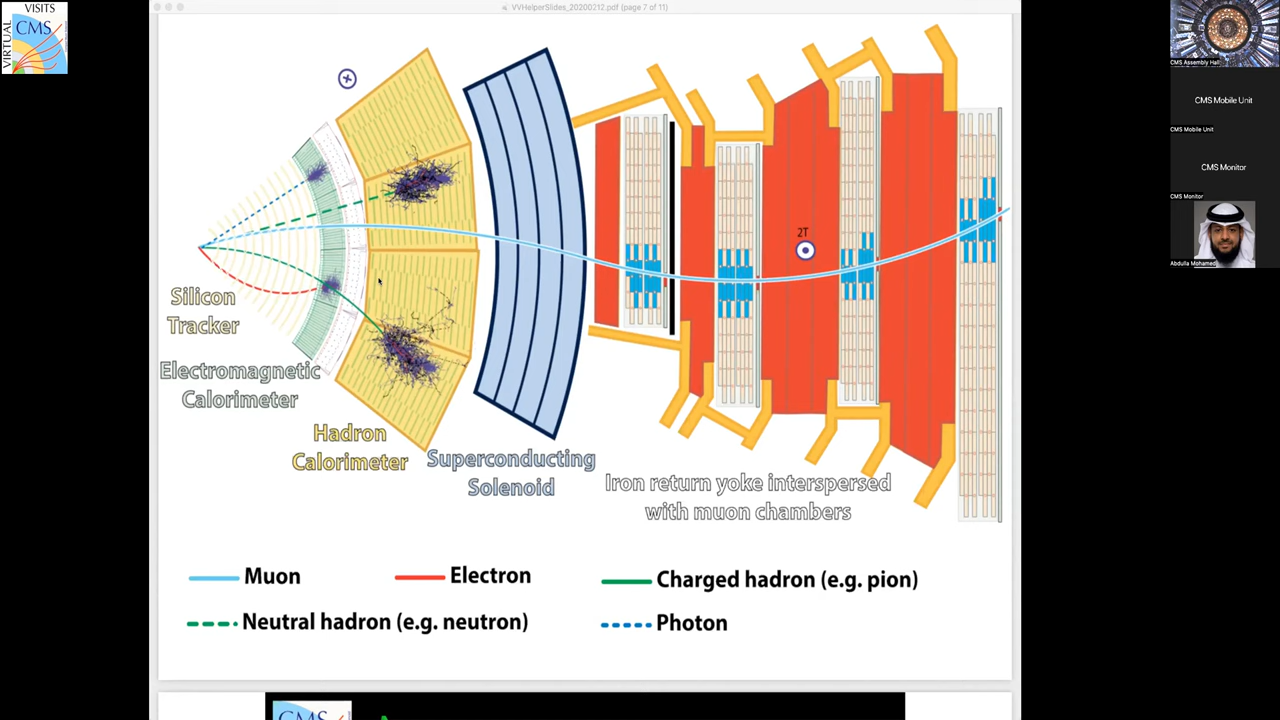 VISITS
VIRTUAL
CMS
VVHelperSlides_20200212.pdf (page 7 of 11)
2T
Silicon
Tracker
Electromagnetic
Calorimeter
Hadron
Calorimeter
Superconducting
Solenoid
Iron return yoke interspersed
with muon chambers
Muon
Electron
Charged hadron (e.g. pion)
Neutral hadron (e.g. neutron)
Photon
CMS
CMS Assembly Hall
CMS Mobile Unit
CMS Mobile Unit
CMS Monitor
CMS Monitor
Abdulla Mohamed